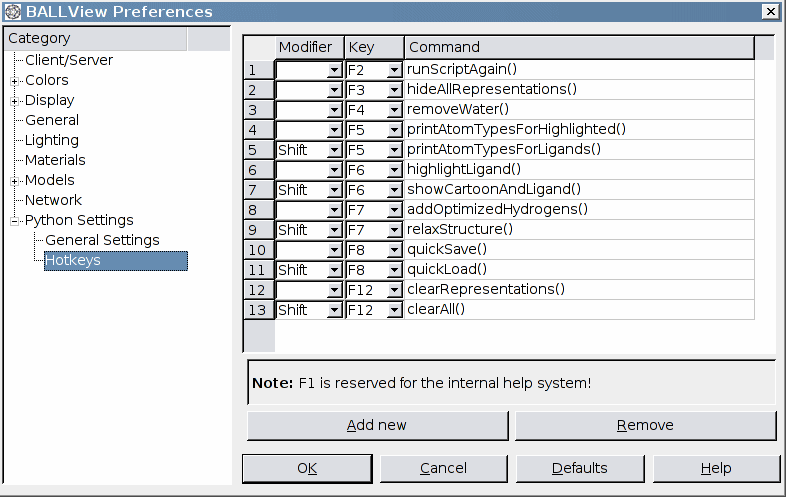 BALLView Preferences
Category
Client/Server
Colors
Display
General
Lighting
Materials
Models
Network
Python Settings
General Settings
Hotkeys
Modifier Key Command
1 F2 runScriptAgain()
2 F3 hideAllRepresentations()
3 F4 removeWater()
4 F5 printAtomTypesForHighlighted()
5 Shift F5 printAtomTypesForLigands()
6 F6 highlightLigand()
7 Shift F6 showCartoonAndLigand()
8 F7 addOptimizedHydrogens()
9 Shift F7 relaxStructure()
10 F8 quickSave()
11 Shift F8 quickLoad()
12 F12 clearRepresentations()
13 Shift F12 clearAll()
Note: F1 is reserved for the internal help system!
Add new Remove
OK Cancel Defaults Help